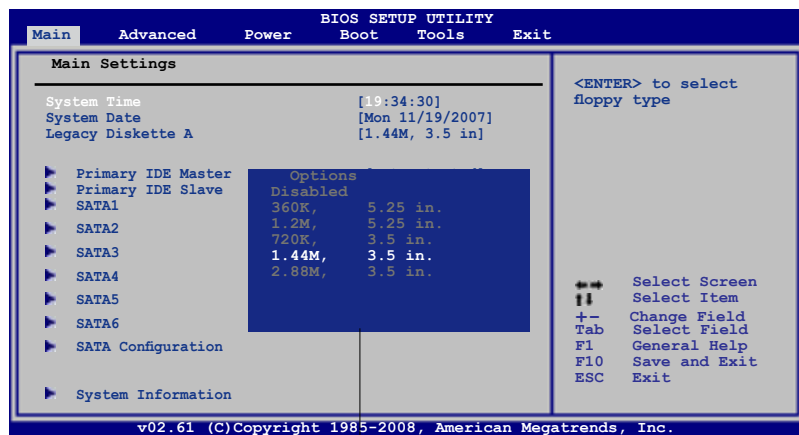 BIOS SETUP UTILITY
Main Advanced Power Boot Tools Exit
Main Settings
System Time [19:34:30]
System Date [Mon 11/19/2007]
Legacy Diskette A [1.44M, 3.5 in]
Primary IDE Master
Primary IDE Slave
SATA1
SATA2
SATA3
SATA4
SATA5
SATA6
SATA Configuration
System Information
Options
Disabled
360K, 5.25 in.
1.2M, 5.25 in.
720K, 3.5 in.
1.44M, 3.5 in.
2.88M, 3.5 in.
<ENTER> to select
floppy type
Select Screen
Select Item
+- Change Field
Tab Select Field
F1 General Help
F10 Save and Exit
ESC Exit
v02.61 (C)Copyright 1985-2008, American Megatrends, Inc.